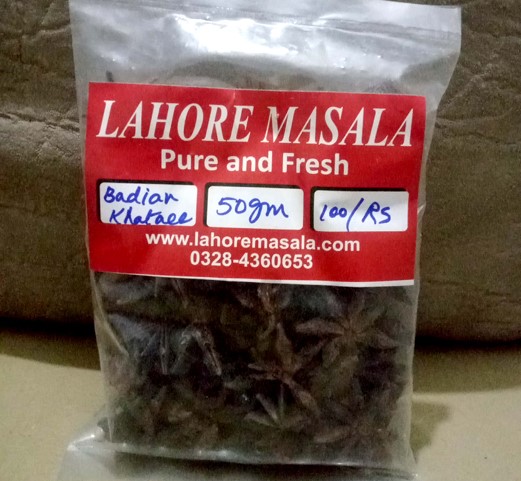 LAHORE MASALA
Pure and Fresh
Badian Khataee 50gm 100/RS
www.lahoremasala.com
0328-4360653